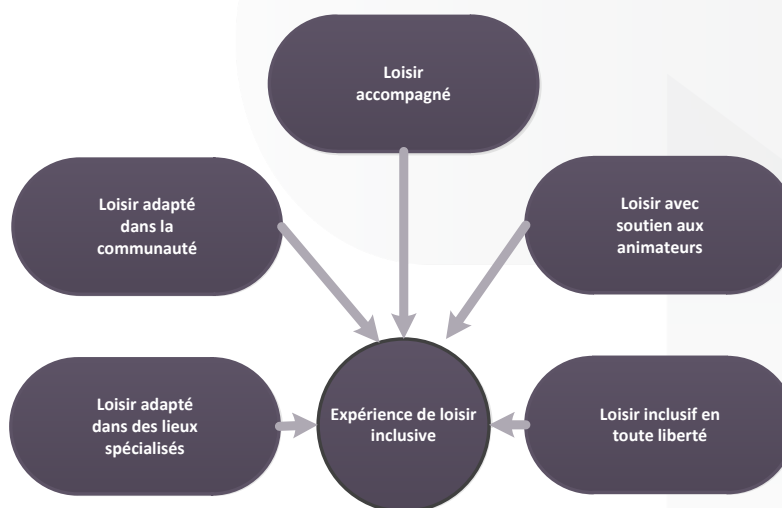 Loisir
accompagné
Loisir adapté
dans la
communauté
Loisir avec
soutien aux
animateurs
Loisir adapté
dans des lieux
spécialisés
Expérience de loisir
inclusive
Loisir inclusif en
toute liberté